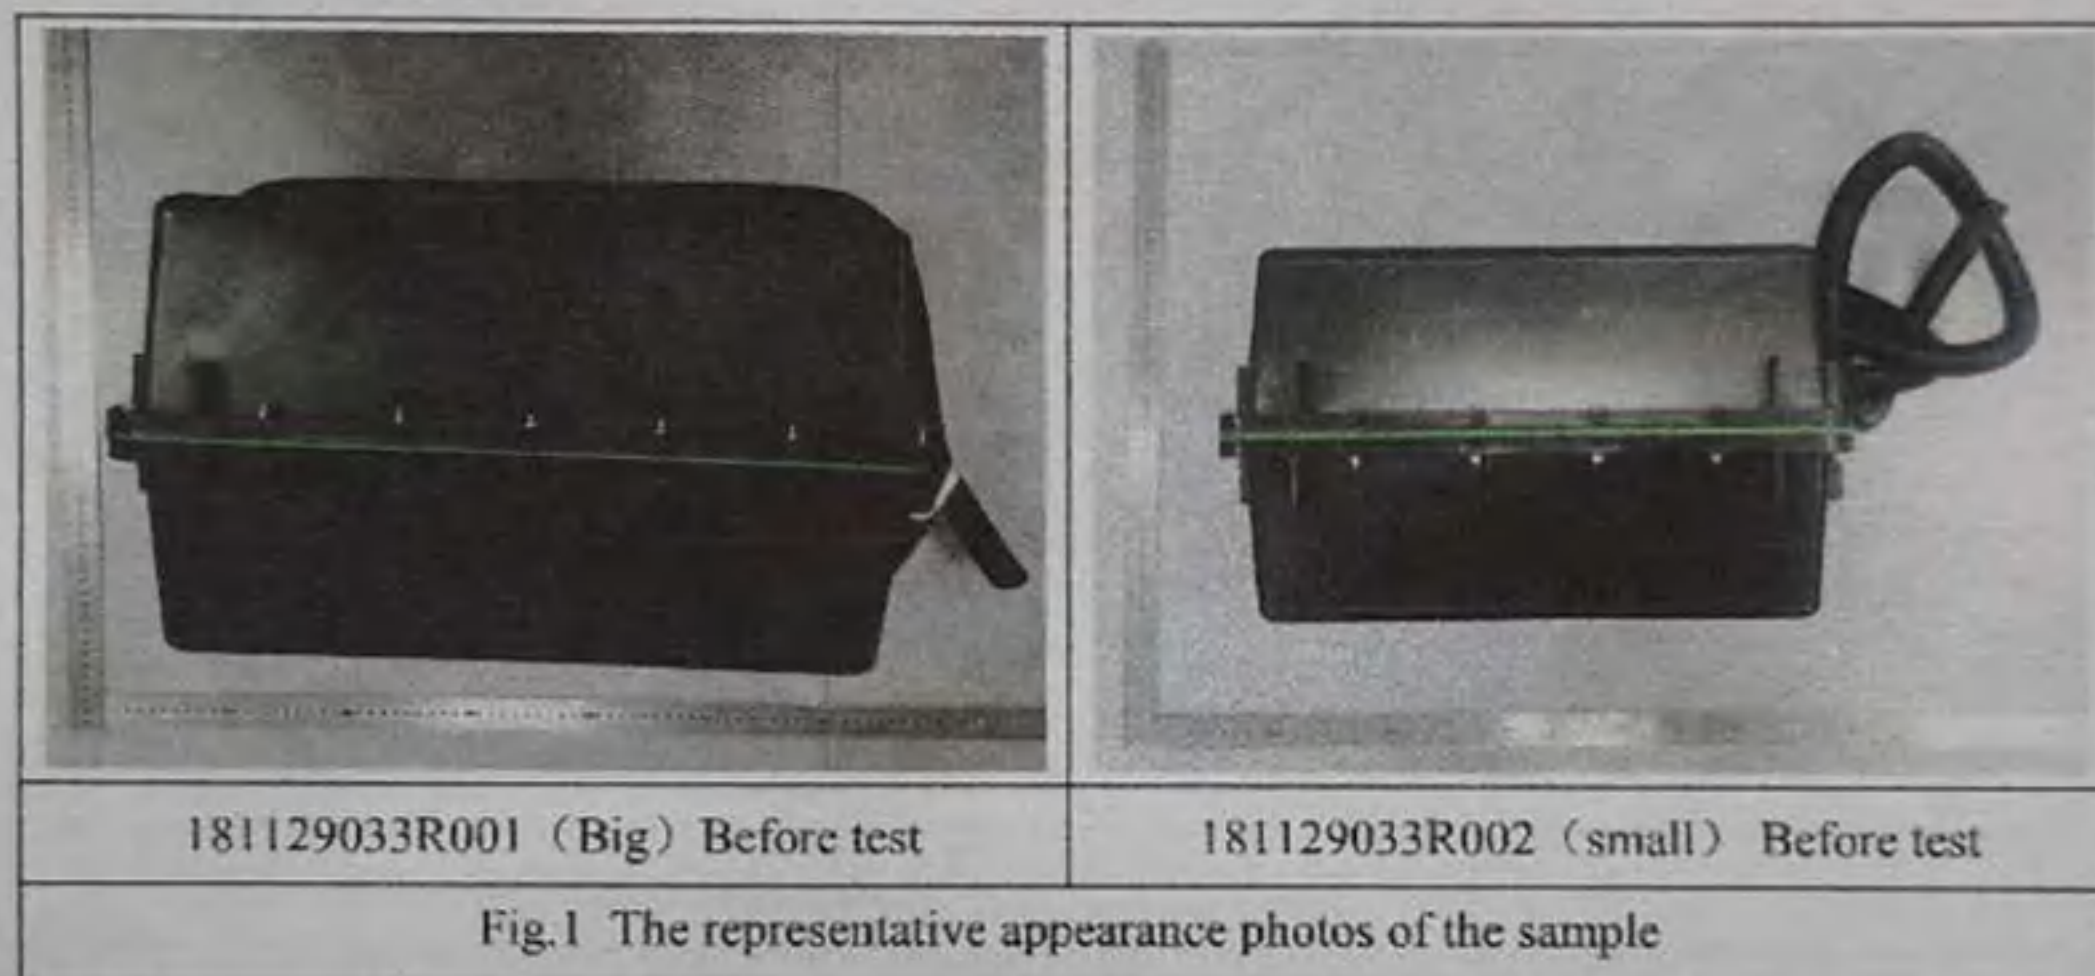 181129033R001（Big）Before test
181129033R002（small） Before test
Fig.1 The representative appearance photos of the sample